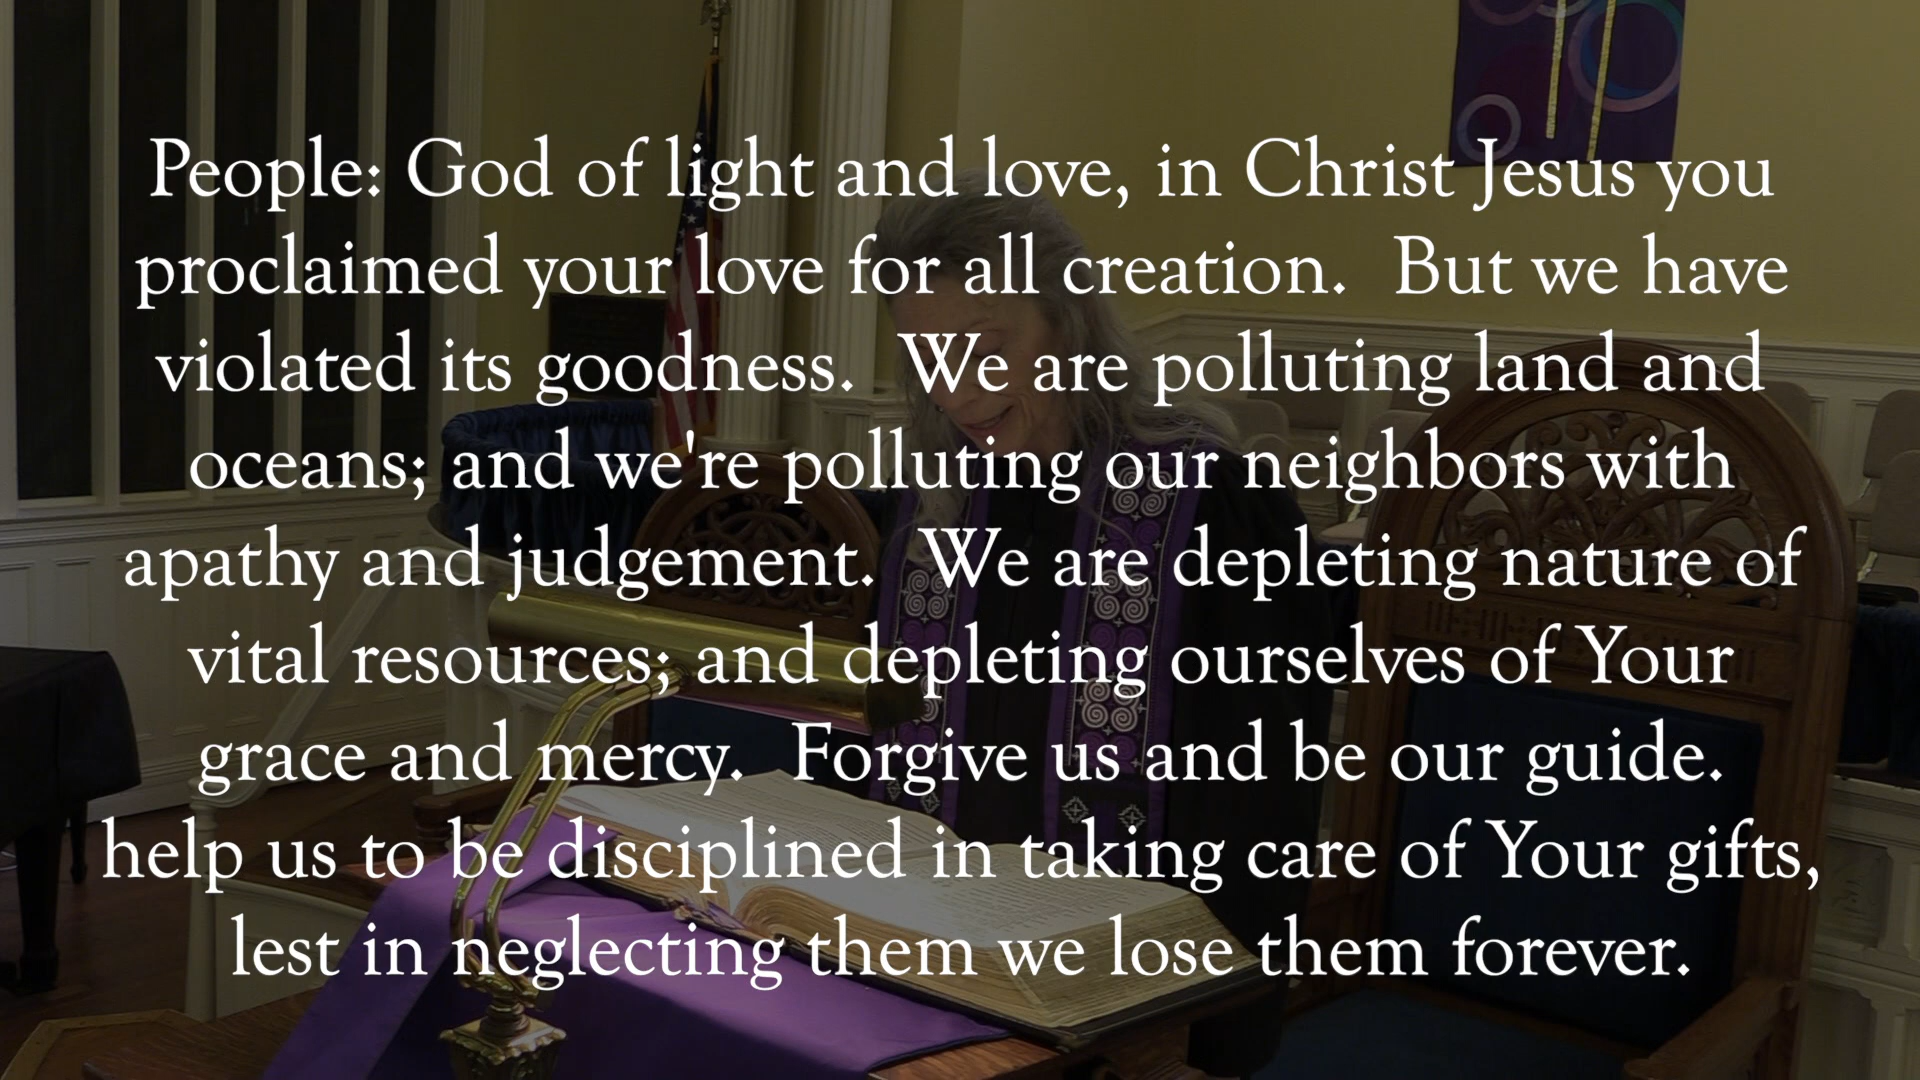 People: God of light and love, in Christ Jesus you
proclaimed your love for all creation.  But we have
violated its goodness.  We are polluting land and
oceans; and we're polluting our neighbors with
apathy and judgement.  We are depleting nature of
vital resources; and depleting ourselves of Your
grace and mercy.  Forgive us and be our guide.
help us to be disciplined in taking care of Your gifts,
lest in neglecting them we lose them forever.